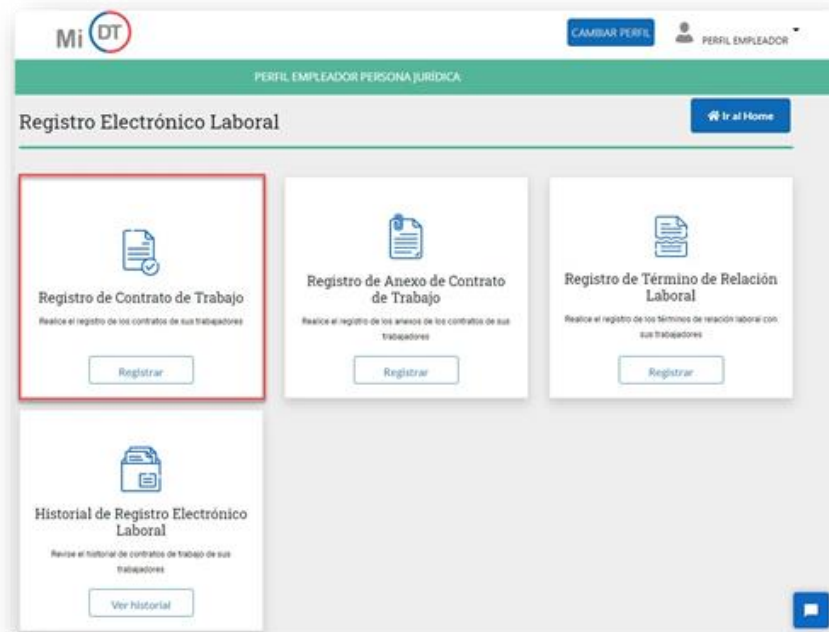 Mi DT
CAMBIAR PERFIL
PERFIL EMPLEADOR
PERFIL EMPLEADOR PERSONA JURÍDICA
Registro Electrónico Laboral
Ir al Home
Registro de Contrato de Trabajo
Realice el registro de los contratos de sus trabajadores
Registrar
Registro de Anexo de Contrato
de Trabajo
Realice el registro de los anexos de los contratos de sus
trabajadores
Registrar
Registro de Término de Relación
Laboral
Realice el registro de los términos de relación laboral con
sus trabajadores
Registrar
Historial de Registro Electrónico
Laboral
Revise el historial de contratos de trabajo de sus
trabajadores
Ver historial